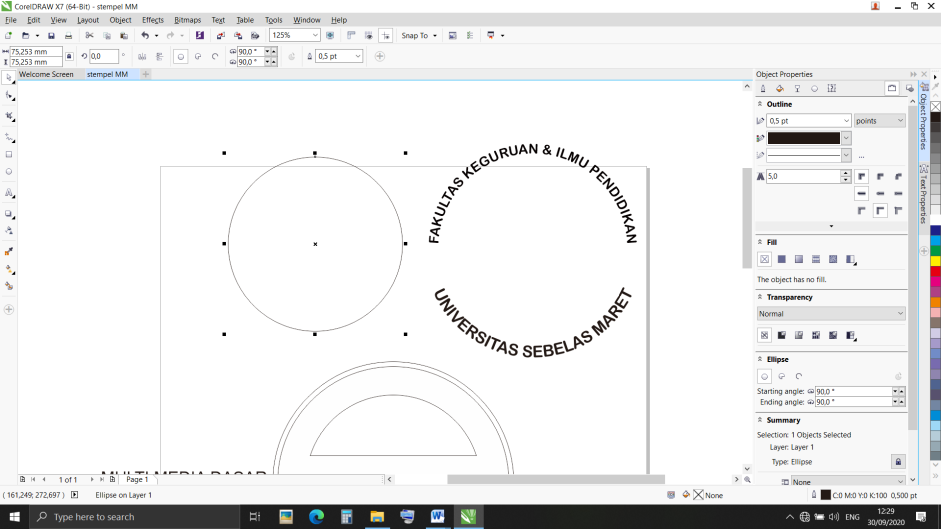 CorelDRAW X7 (64-Bit) - stempel MM
File Edit View Layout Object Effects Bitmaps Text Table Tools Window Help
125% Snap To
75,253 mm
75,253 mm
0,0 °
90,0 °
90,0 °
0,5 pt
Welcome Screen stempel MM
FAKULTAS KEGURUAN & ILMU PENDIDIKAN
UNIVERSITAS SEBELAS MARET
MULTI MEDIA DASAR
Object Properties
Outline
0,5 pt points
...
5,0
Fill
The object has no fill.
Transparency
Normal
Ellipse
Starting angle: 90,0 °
Ending angle: 90,0 °
Summary
Selection: 1 Objects Selected
Layer: Layer 1
Type: Ellipse
None
Object Properties
Text Properties
1 of 1 Page 1
( 161,249; 272,697 ) Ellipse on Layer 1 None C:0 M:0 Y:0 K:100 0,500 pt
Type here to search
ENG
12:29
30/09/2020